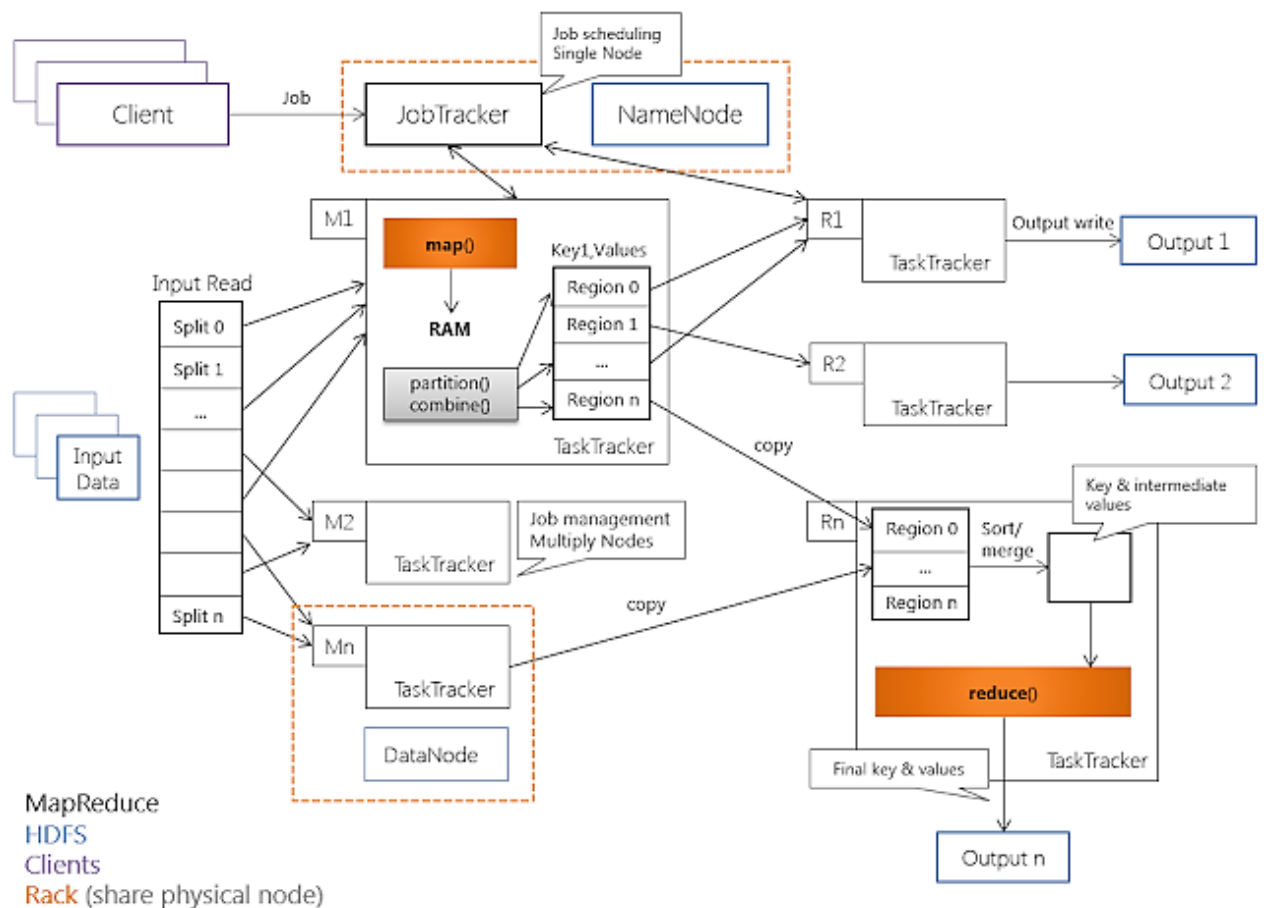 Job scheduling
Single Node
Client
Job
JobTracker
NameNode
M1
map()
RAM
partition()
combine()
Key1,Values
Region 0
Region 1
...
Region n
TaskTracker
R1
TaskTracker
Output write
Output 1
Input Read
Split 0
Split 1
...
Split n
R2
TaskTracker
Output 2
Input
Data
copy
M2
TaskTracker
Job management
Multiply Nodes
Key & intermediate
values
Rn
Region 0
...
Region n
Sort/
merge
copy
Mn
TaskTracker
DataNode
reduce()
TaskTracker
Final key & values
Output n
MapReduce
HDFS
Clients
Rack (share physical node)